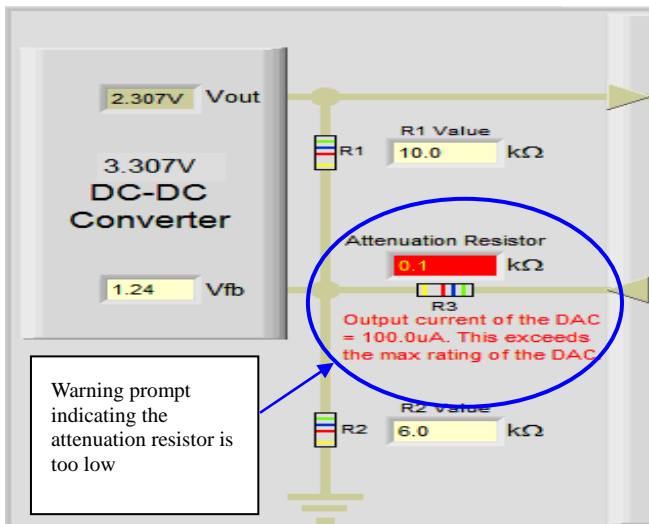 2.307V Vout
R1 Value
R1 10.0 kΩ
3.307V
DC-DC
Converter
Attenuation Resistor
0.1 kΩ
1.24 Vfb
R3
Output current of the DAC
= 100.0uA. This exceeds
the max rating of the DAC
Warning prompt
indicating the
attenuation resistor is
too low
R2 Value
R2 6.0 kΩ